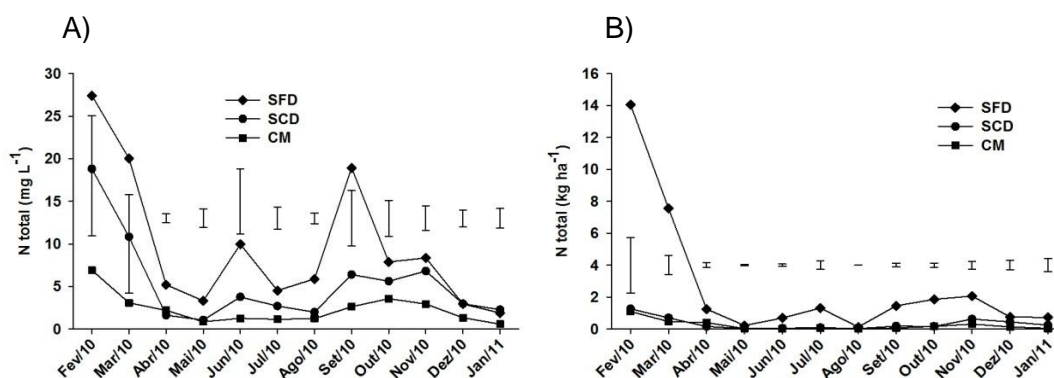 A)
N total (mg L⁻¹)
30
25
20
15
10
5
0
SFD
SCD
CM
Fev/10
Mar/10
Abr/10
Mai/10
Jun/10
Jul/10
Ago/10
Set/10
Out/10
Nov/10
Dez/10
Jan/11
B)
N total (kg ha⁻¹)
16
14
12
10
8
6
4
2
0
SFD
SCD
CM
Fev/10
Mar/10
Abr/10
Mai/10
Jun/10
Jul/10
Ago/10
Set/10
Out/10
Nov/10
Dez/10
Jan/11